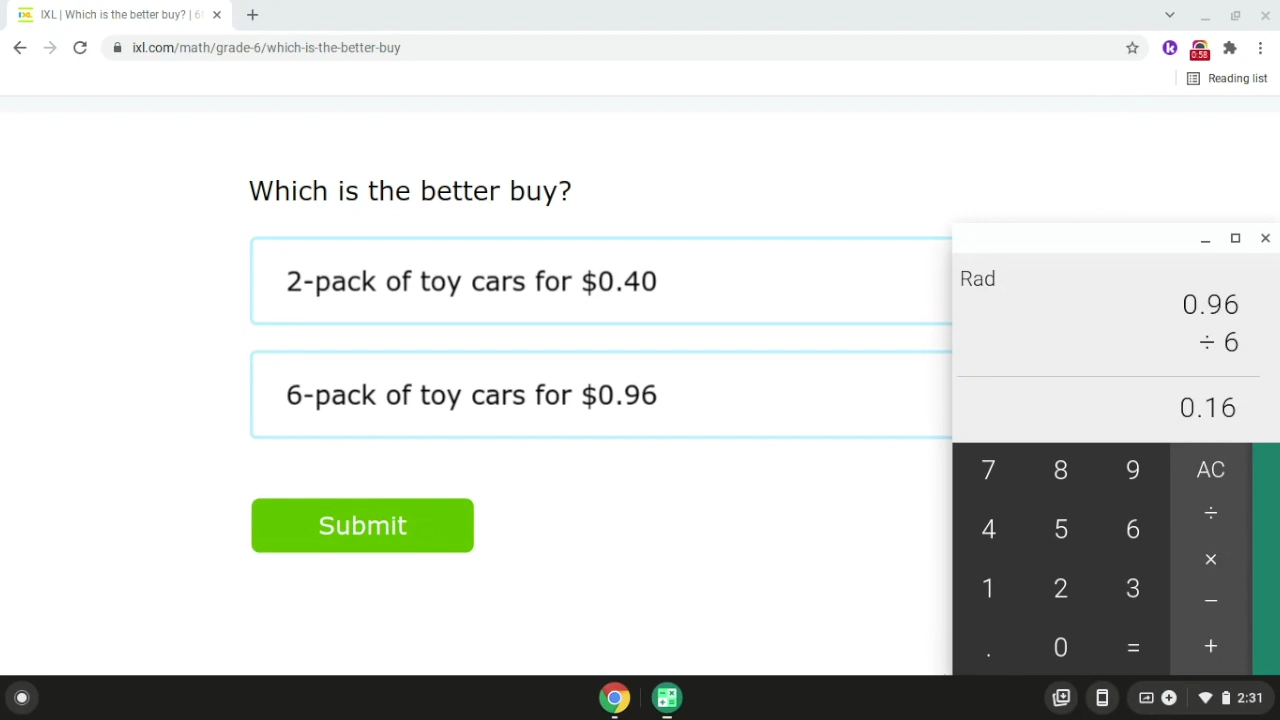 IXL | Which is the better buy? | 6t
ixl.com/math/grade-6/which-is-the-better-buy
k
0:58
Reading list
Which is the better buy?
2-pack of toy cars for $0.40
6-pack of toy cars for $0.96
Submit
Rad
0.96
÷ 6
0.16
7 8 9 AC
÷
4 5 6
×
1 2 3
−
. 0 = +
2:31